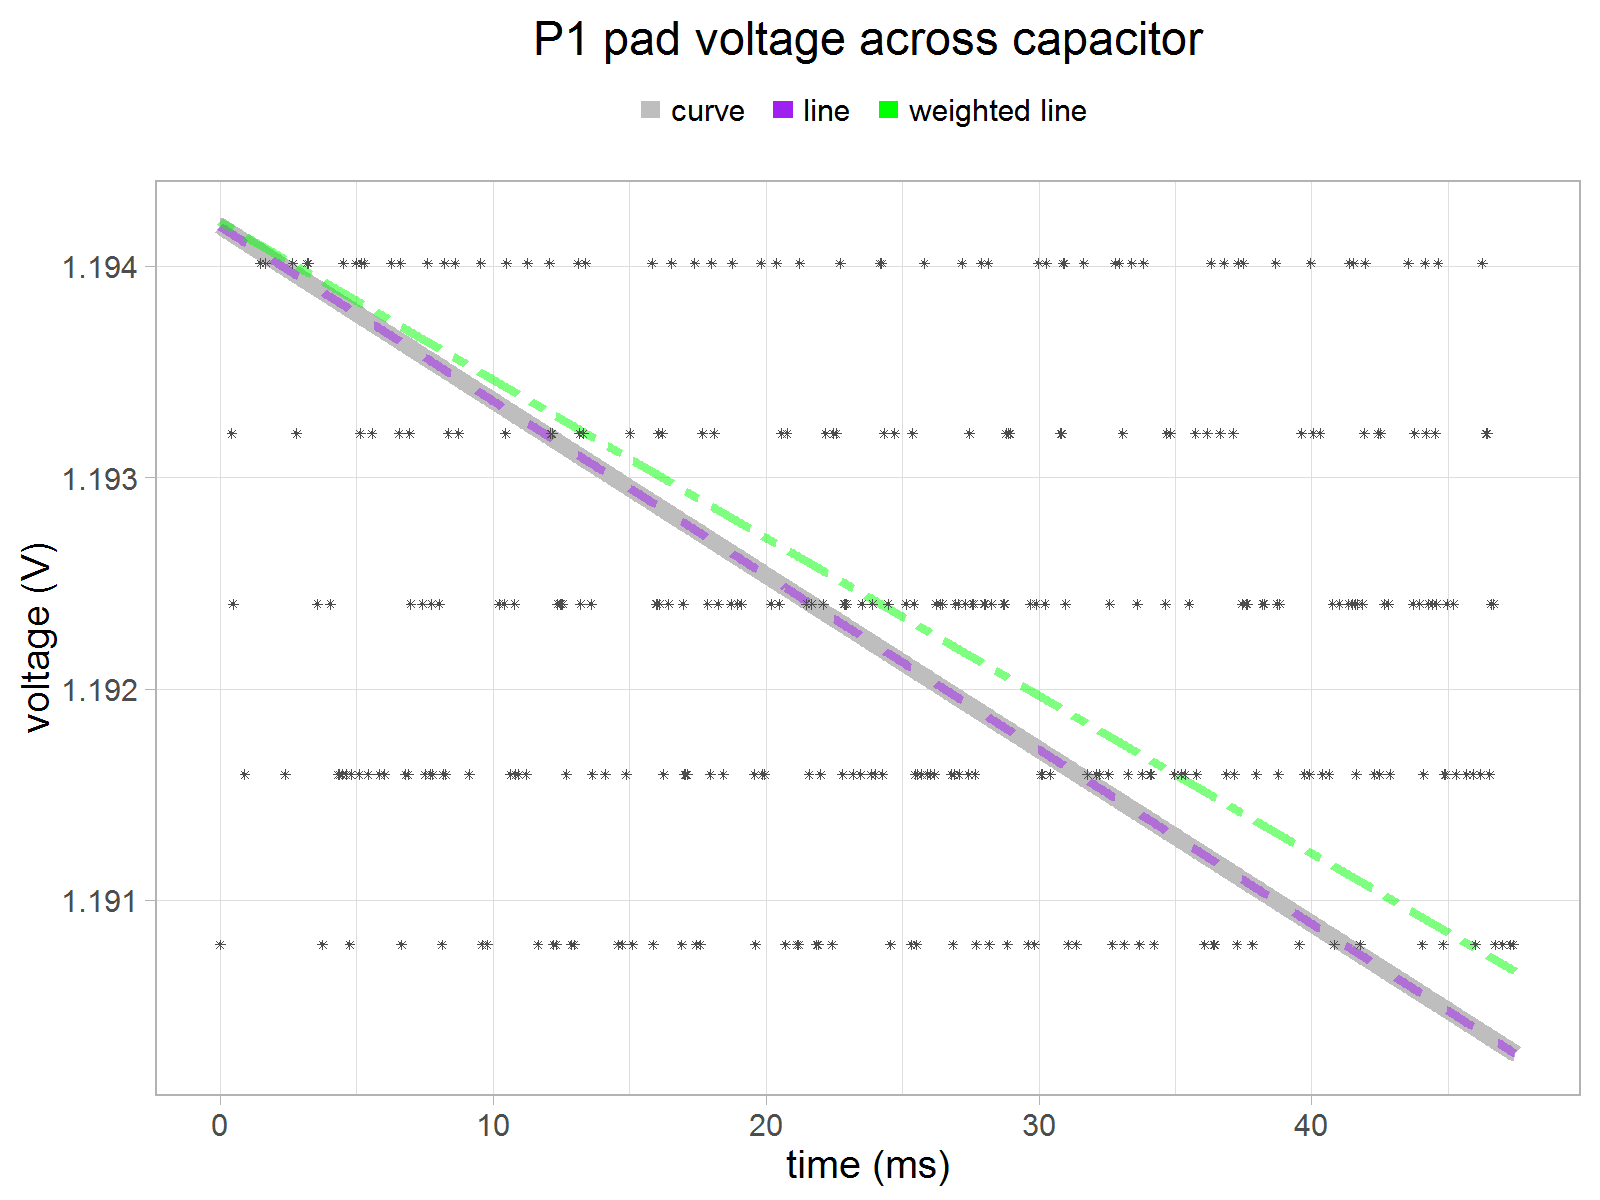 P1 pad voltage across capacitor
curve line weighted line
voltage (V)
1.194
1.193
1.192
1.191
0 10 20 30 40
time (ms)